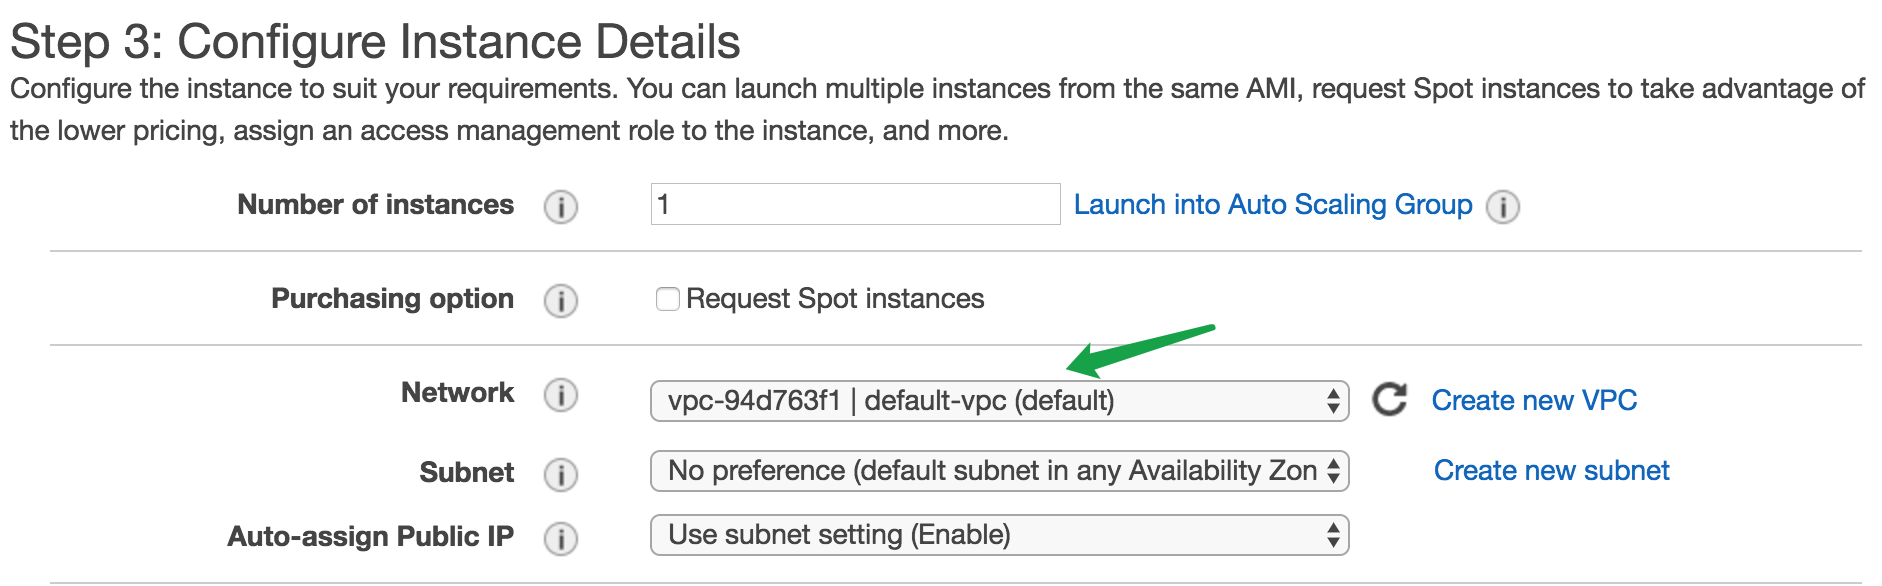 Step 3: Configure Instance Details
Configure the instance to suit your requirements. You can launch multiple instances from the same AMI, request Spot instances to take advantage of
the lower pricing, assign an access management role to the instance, and more.
Number of instances i 1 Launch into Auto Scaling Group i
Purchasing option i Request Spot instances
Network i vpc-94d763f1 | default-vpc (default) Create new VPC
Subnet i No preference (default subnet in any Availability Zon Create new subnet
Auto-assign Public IP i Use subnet setting (Enable)